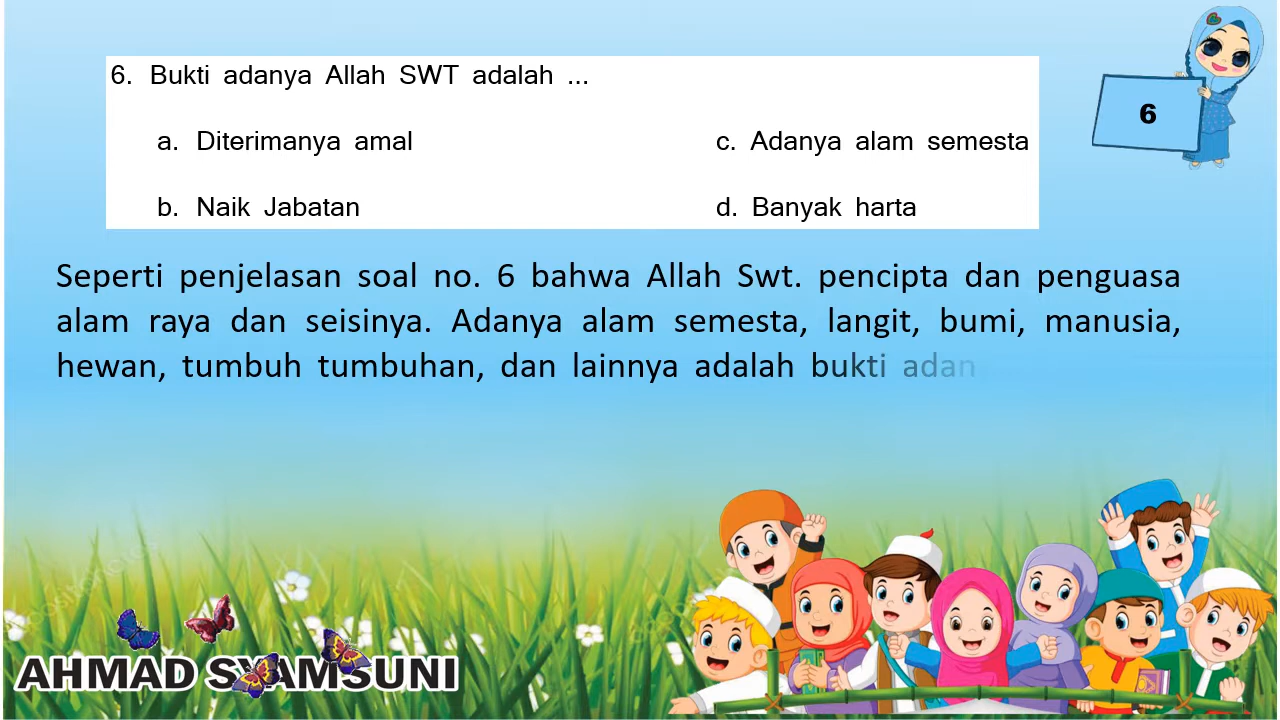 6. Bukti adanya Allah SWT adalah ...
6
a. Diterimanya amal c. Adanya alam semesta
b. Naik Jabatan d. Banyak harta
Seperti penjelasan soal no. 6 bahwa Allah Swt. pencipta dan penguasa
alam raya dan seisinya. Adanya alam semesta, langit, bumi, manusia,
hewan, tumbuh tumbuhan, dan lainnya adalah bukti adan
AHMAD SYAMSUNI